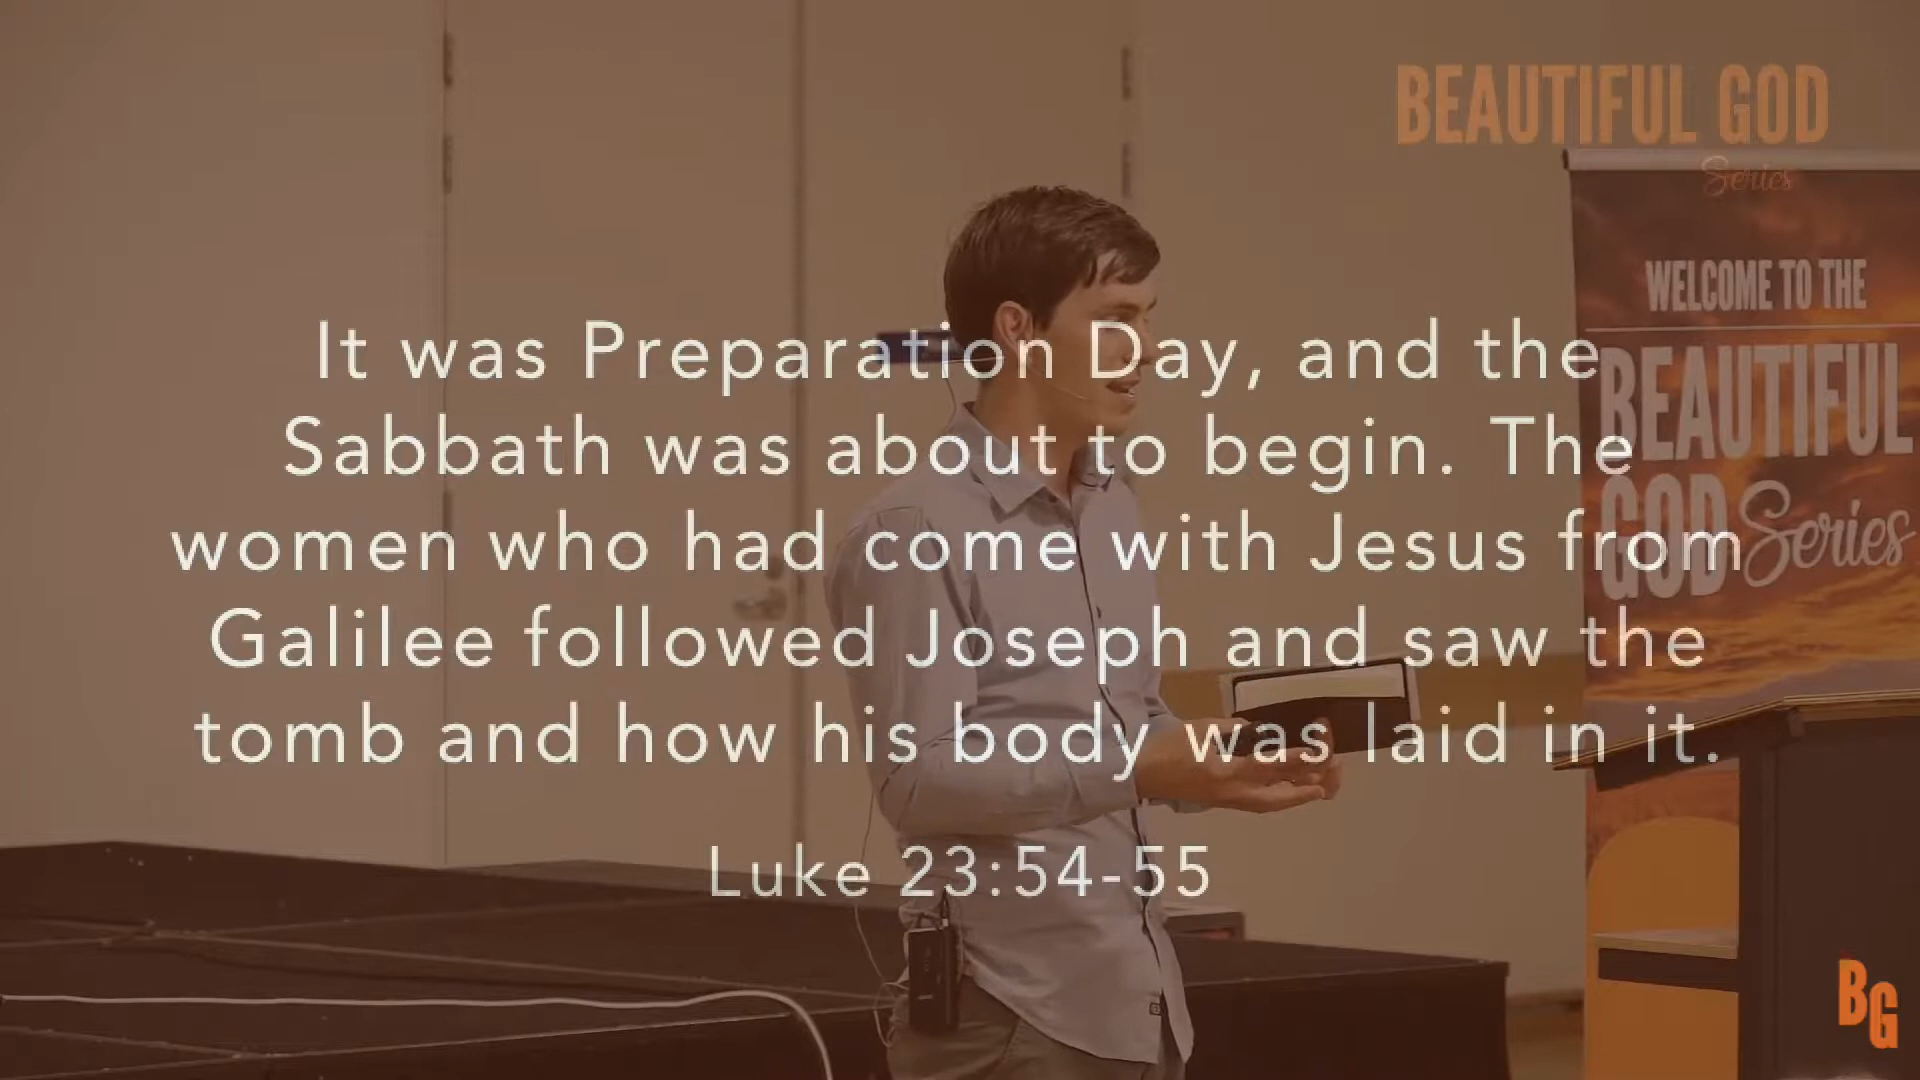 BEAUTIFUL GOD
Series
WELCOME TO THE
BEAUTIFUL
GOD Series
It was Preparation Day, and the
Sabbath was about to begin. The
women who had come with Jesus from
Galilee followed Joseph and saw the
tomb and how his body was laid in it.
Luke 23:54-55
BG